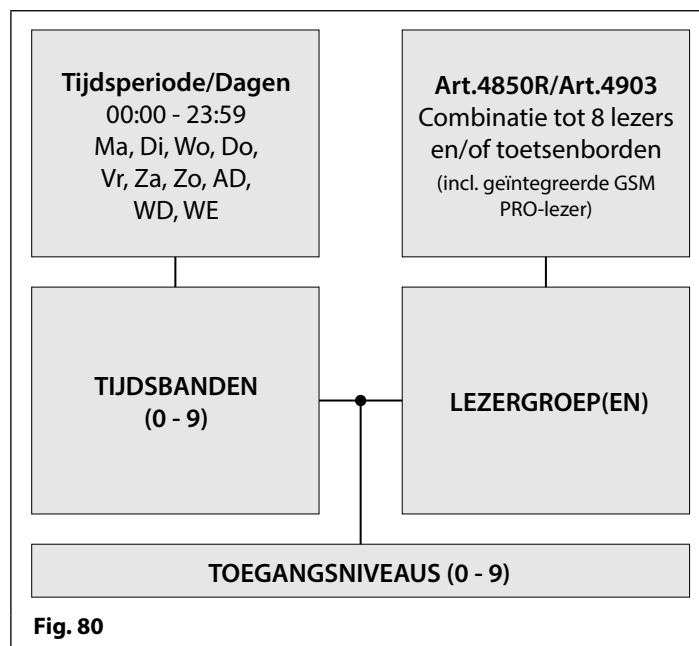 Tijdsperiode/Dagen
00:00 - 23:59
Ma, Di, Wo, Do,
Vr, Za, Zo, AD,
WD, WE
Art.4850R/Art.4903
Combinatie tot 8 lezers
en/of toetsenborden
(incl. geïntegreerde GSM
PRO-lezer)
TIJDSBANDEN
(0 - 9)
LEZERGROEP(EN)
TOEGANGSNIVEAUS (0 - 9)
Fig. 80